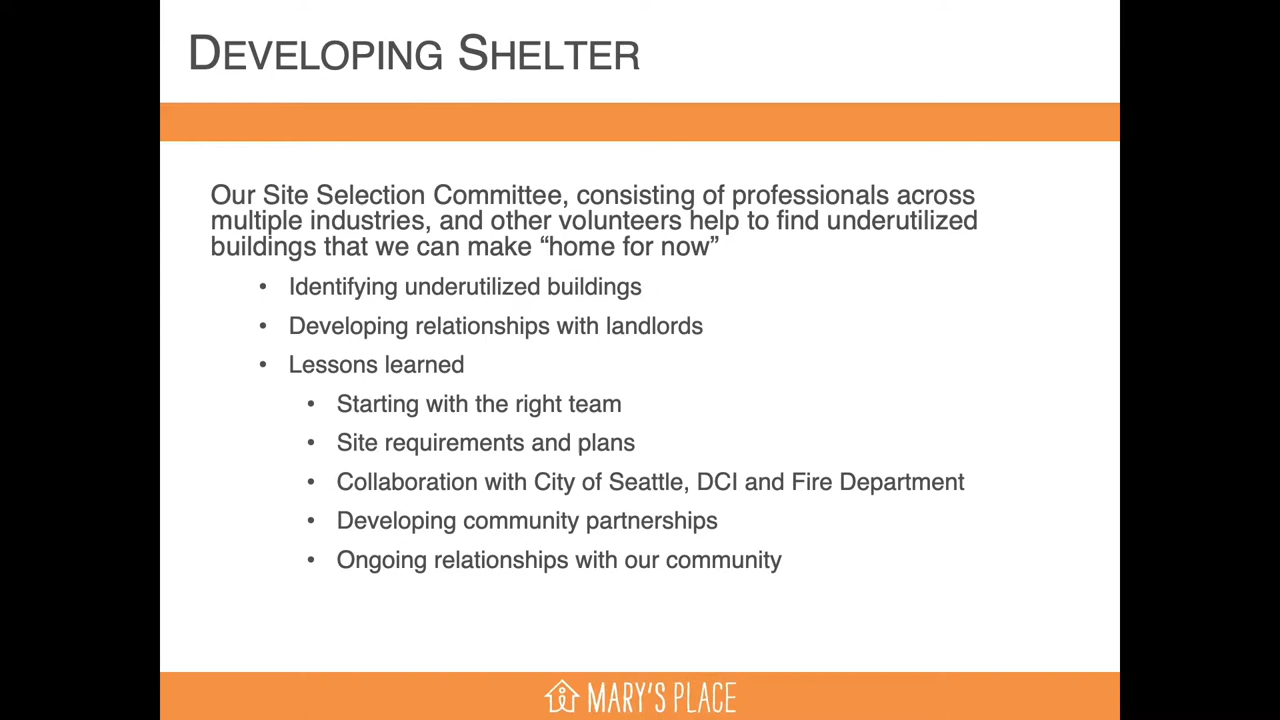 DEVELOPING SHELTER
Our Site Selection Committee, consisting of professionals across
multiple industries, and other volunteers help to find underutilized
buildings that we can make “home for now”
• Identifying underutilized buildings
• Developing relationships with landlords
• Lessons learned
• Starting with the right team
• Site requirements and plans
• Collaboration with City of Seattle, DCI and Fire Department
• Developing community partnerships
• Ongoing relationships with our community
MARY'S PLACE